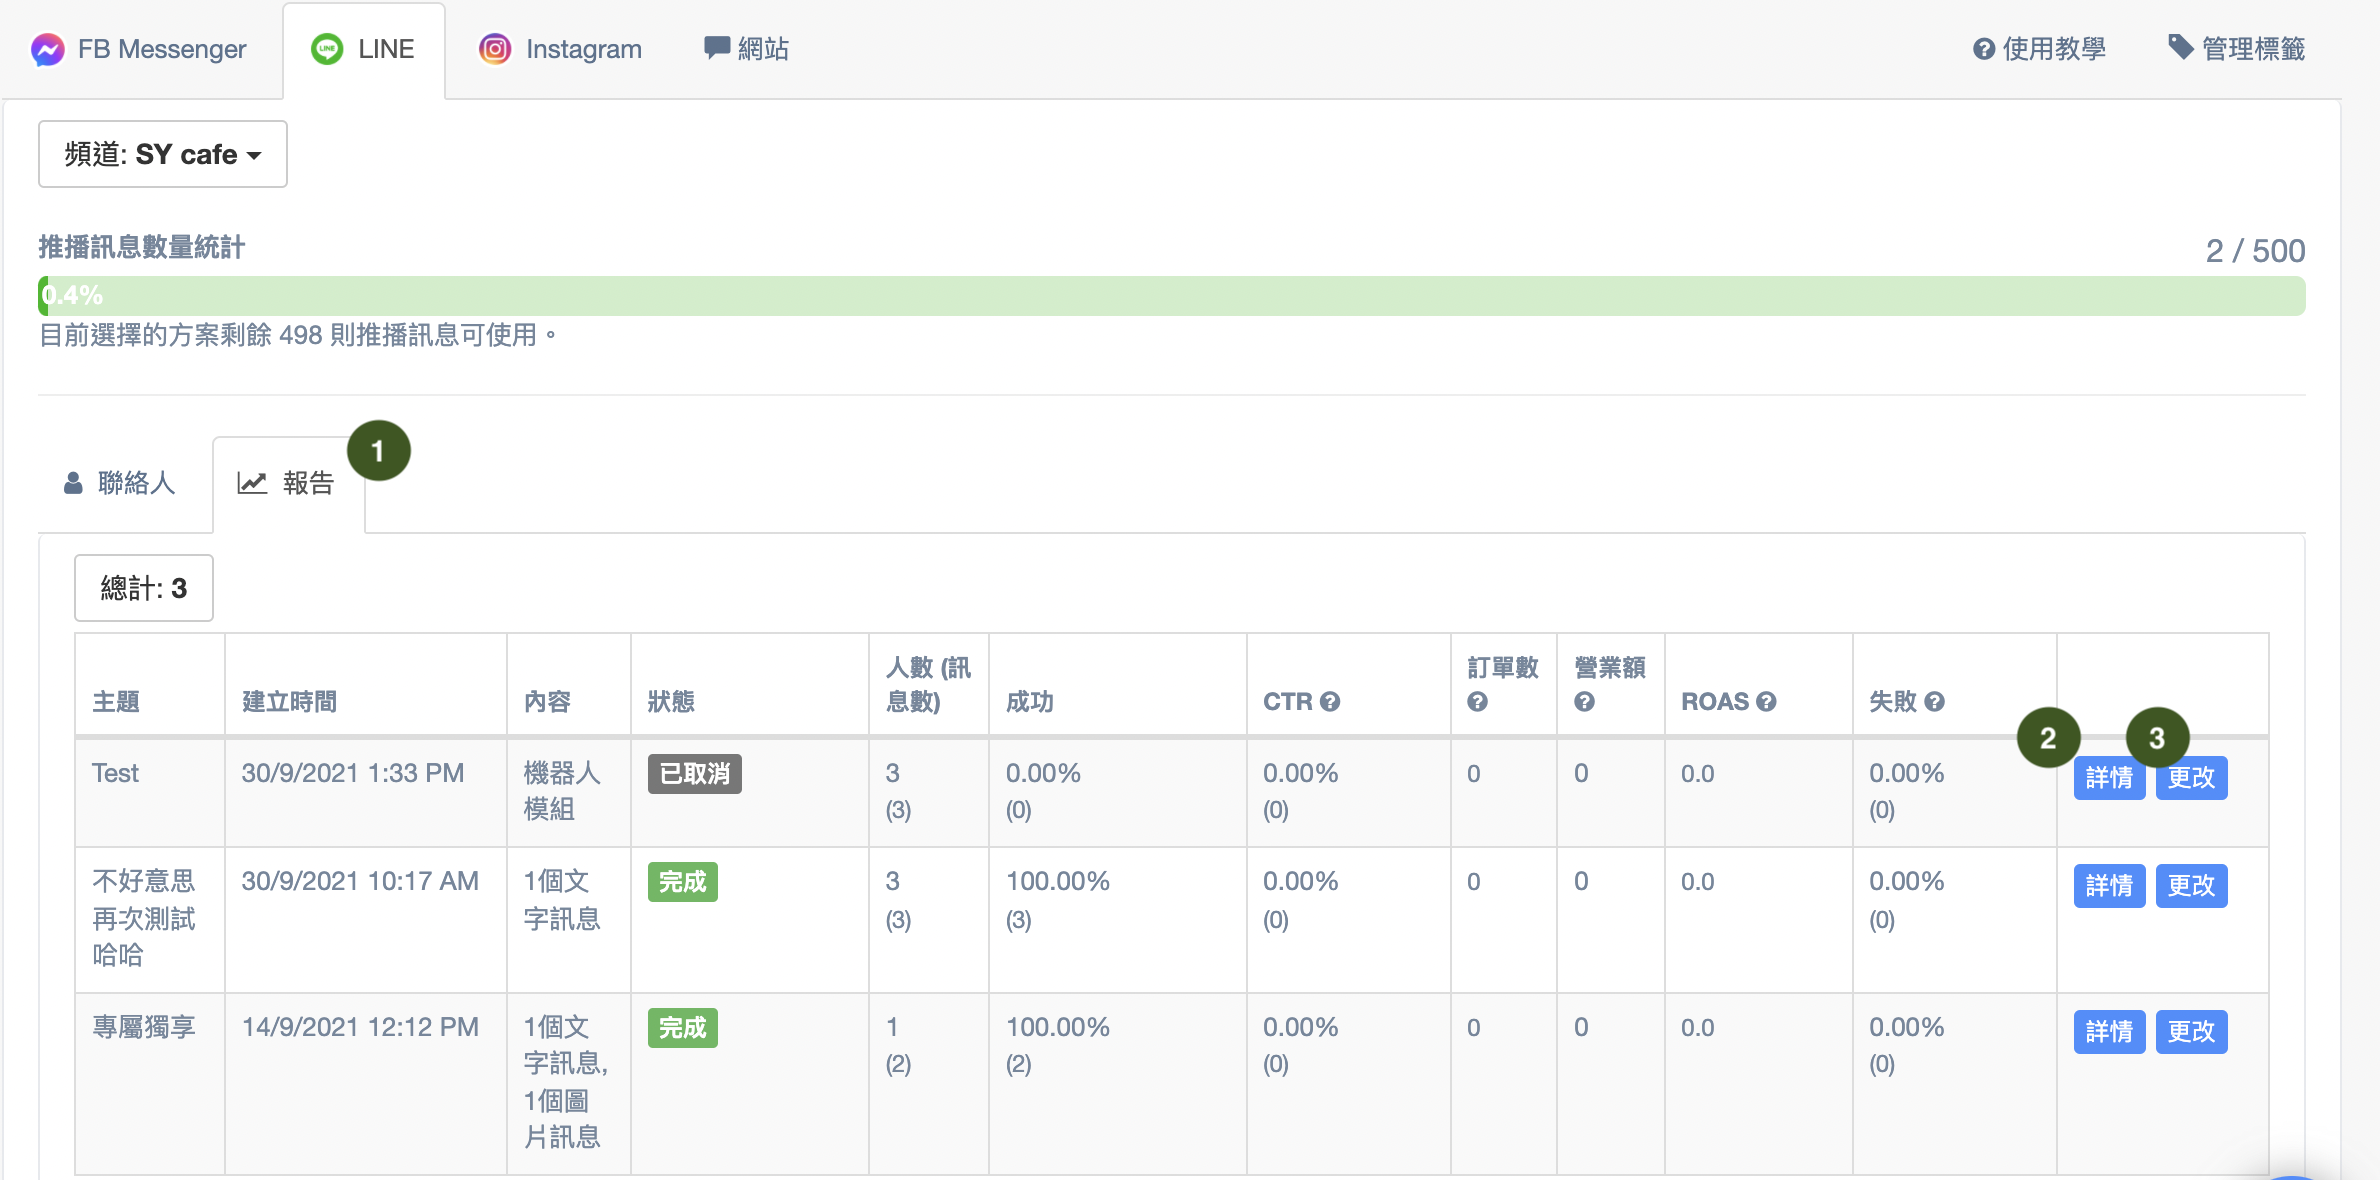 FB Messenger
LINE
LINE
Instagram
網站
使用教學
管理標籤
頻道: SY cafe
推播訊息數量統計
2 / 500
0.4%
目前選擇的方案剩餘 498 則推播訊息可使用。
聯絡人
報告
1
總計: 3
主題
建立時間
內容
狀態
人數 (訊
息數)
成功
CTR
訂單數
營業額
ROAS
失敗
2
3
Test
30/9/2021 1:33 PM
機器人
模組
已取消
3
(3)
0.00%
(0)
0.00%
(0)
0
0
0.0
0.00%
(0)
詳情
更改
不好意思
再次測試
哈哈
30/9/2021 10:17 AM
1個文
字訊息
完成
3
(3)
100.00%
(3)
0.00%
(0)
0
0
0.0
0.00%
(0)
詳情
更改
專屬獨享
14/9/2021 12:12 PM
1個文
字訊息,
1個圖
片訊息
完成
1
(2)
100.00%
(2)
0.00%
(0)
0
0
0.0
0.00%
(0)
詳情
更改